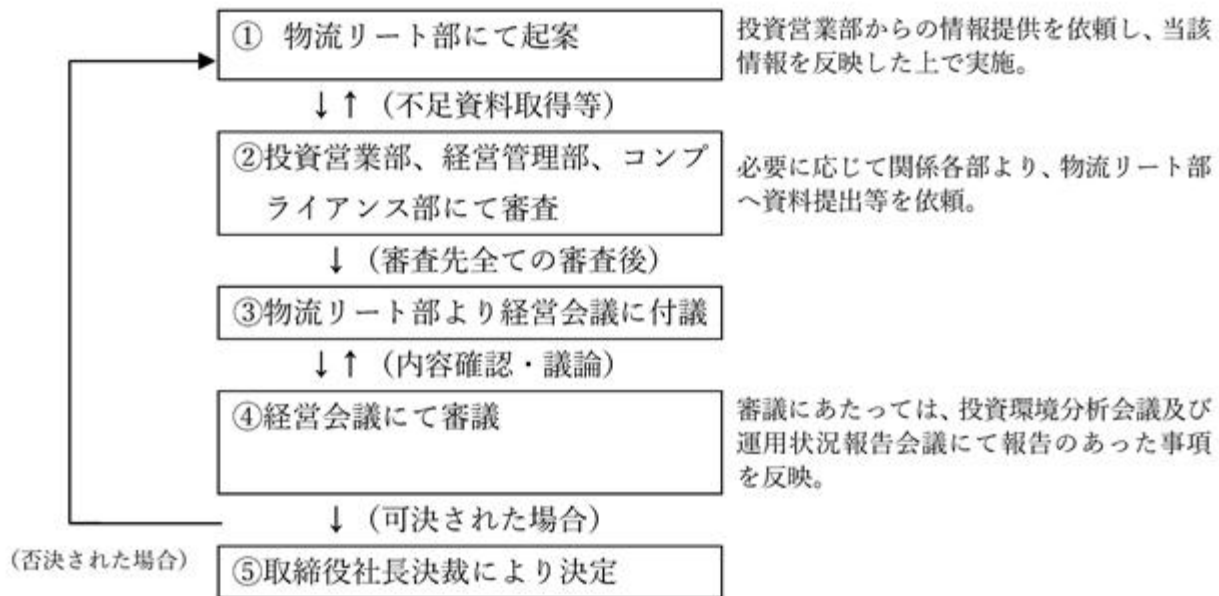 ① 物流リート部にて起案
投資営業部からの情報提供を依頼し、当該
情報を反映した上で実施。
↓↑（不足資料取得等）
②投資営業部、経営管理部、コンプ
ライアンス部にて審査
必要に応じて関係各部より、物流リート部
へ資料提出等を依頼。
↓（審査先全ての審査後）
③物流リート部より経営会議に付議
↓↑（内容確認・議論）
④経営会議にて審議
審議にあたっては、投資環境分析会議及び
運用状況報告会議にて報告のあった事項
を反映。
↓（可決された場合）
（否決された場合）
⑤取締役社長決裁により決定